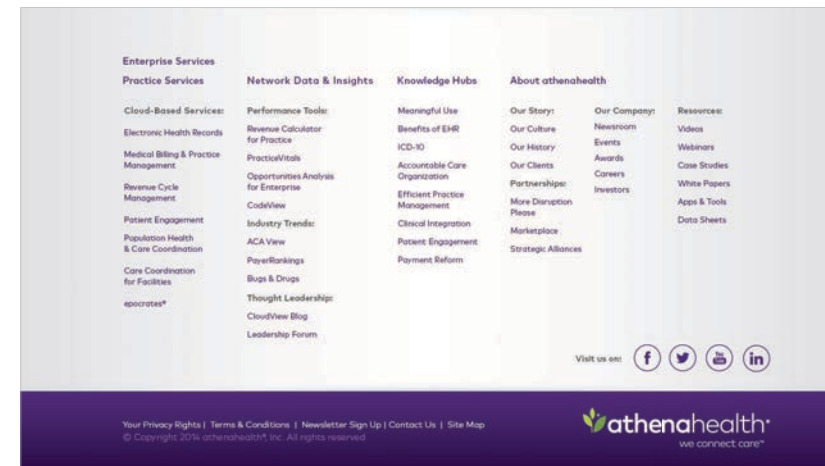 Enterprise Services
Practice Services
Cloud-Based Services:
Electronic Health Records
Medical Billing & Practice
Management
Revenue Cycle
Management
Patient Engagement
Population Health
& Care Coordination
Care Coordination
for Facilities
epocrates®
Network Data & Insights
Performance Tools:
Revenue Calculator
for Practice
PracticeVitals
Opportunities Analysis
for Enterprise
CodeView
Industry Trends:
ACA View
PayerRankings
Bugs & Drugs
Thought Leadership:
CloudView Blog
Leadership Forum
Knowledge Hubs
Meaningful Use
Benefits of EHR
ICD-10
Accountable Care
Organization
Efficient Practice
Management
Clinical Integration
Patient Engagement
Payment Reform
About athenahealth
Our Story:
Our Culture
Our History
Our Clients
Partnerships:
More Disruption
Please
Marketplace
Strategic Alliances
Our Company:
Newsroom
Events
Awards
Careers
Investors
Resources:
Videos
Webinars
Case Studies
White Papers
Apps & Tools
Data Sheets
Visit us on:
f
You Tube
in
Your Privacy Rights | Terms & Conditions | Newsletter Sign Up | Contact Us | Site Map
© Copyright 2014 athenahealth®, Inc. All rights reserved
athenahealth®
we connect care™